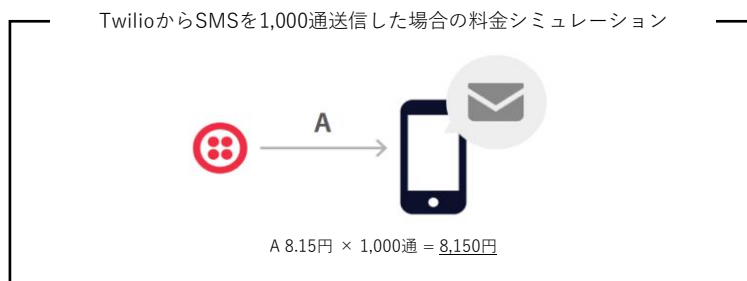 TwilioからSMSを1,000通送信した場合の料金シミュレーション
A
A 8.15円 × 1,000通 = 8,150円